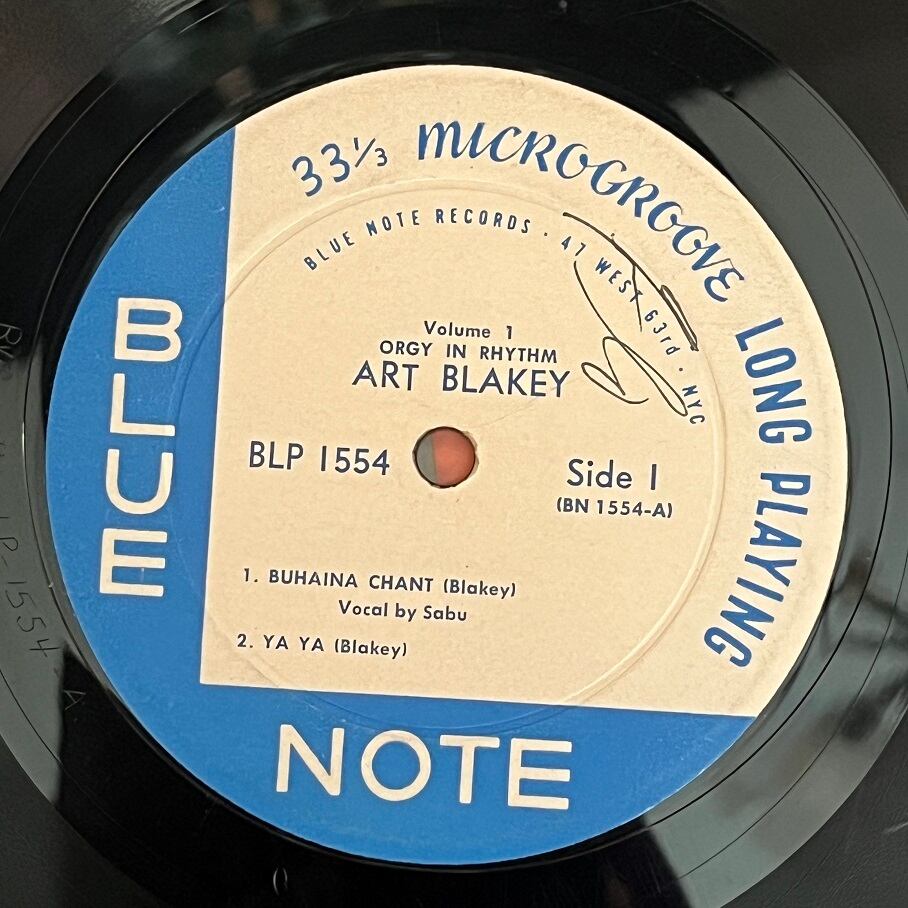 33⅓ MICROGROOVE LONG PLAYING
BLUE NOTE RECORDS · 47 WEST 63rd · NYC
Volume 1
ORGY IN RHYTHM
ART BLAKEY
BLP 1554
Side 1
(BN 1554-A)
1. BUHAINA CHANT (Blakey)
Vocal by Sabu
2. YA YA (Blakey)
BLUE
NOTE